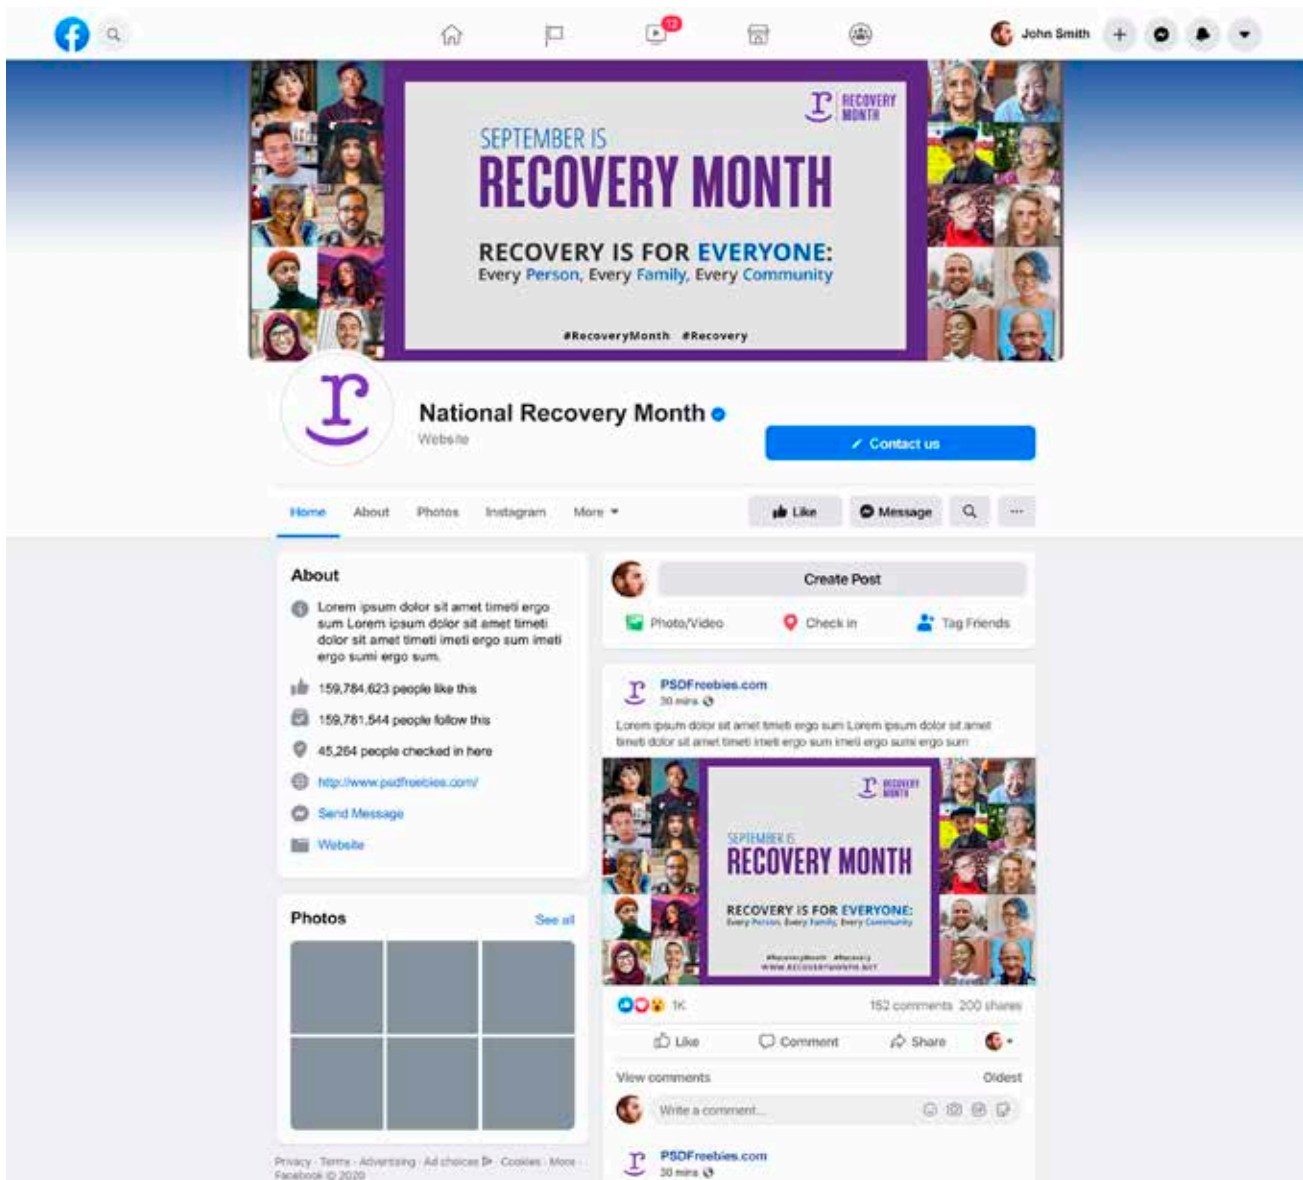 13
John Smith
r RECOVERY
MONTH
SEPTEMBER IS
RECOVERY MONTH
RECOVERY IS FOR EVERYONE:
Every Person, Every Family, Every Community
#RecoveryMonth #Recovery
r
National Recovery Month
Website
Contact us
Home About Photos Instagram More
Like Message
About
Lorem ipsum dolor sit amet timeti ergo
sum Lorem ipsum dolor sit amet timeti
dolor sit amet timeti imeti ergo sum imeti
ergo sumi ergo sum.
159,784,623 people like this
159,781,544 people follow this
45,264 people checked in here
http://www.psdfreebies.com/
Send Message
Website
Photos See all
Privacy · Terms · Advertising · Ad choices · Cookies · More ·
Facebook © 2020
Create Post
Photo/Video Check in Tag Friends
r
PSDFreebies.com
30 mins
Lorem ipsum dolor sit amet timeti ergo sum Lorem ipsum dolor sit amet
timeti dolor sit amet timeti imeti ergo sum imeti ergo sumi ergo sum
r RECOVERY
MONTH
SEPTEMBER IS
RECOVERY MONTH
RECOVERY IS FOR EVERYONE:
Every Person, Every Family, Every Community
#RecoveryMonth #Recovery
WWW.RECOVERYMONTH.NET
1K 152 comments 200 shares
Like Comment Share
View comments Oldest
Write a comment...
r
PSDFreebies.com
30 mins